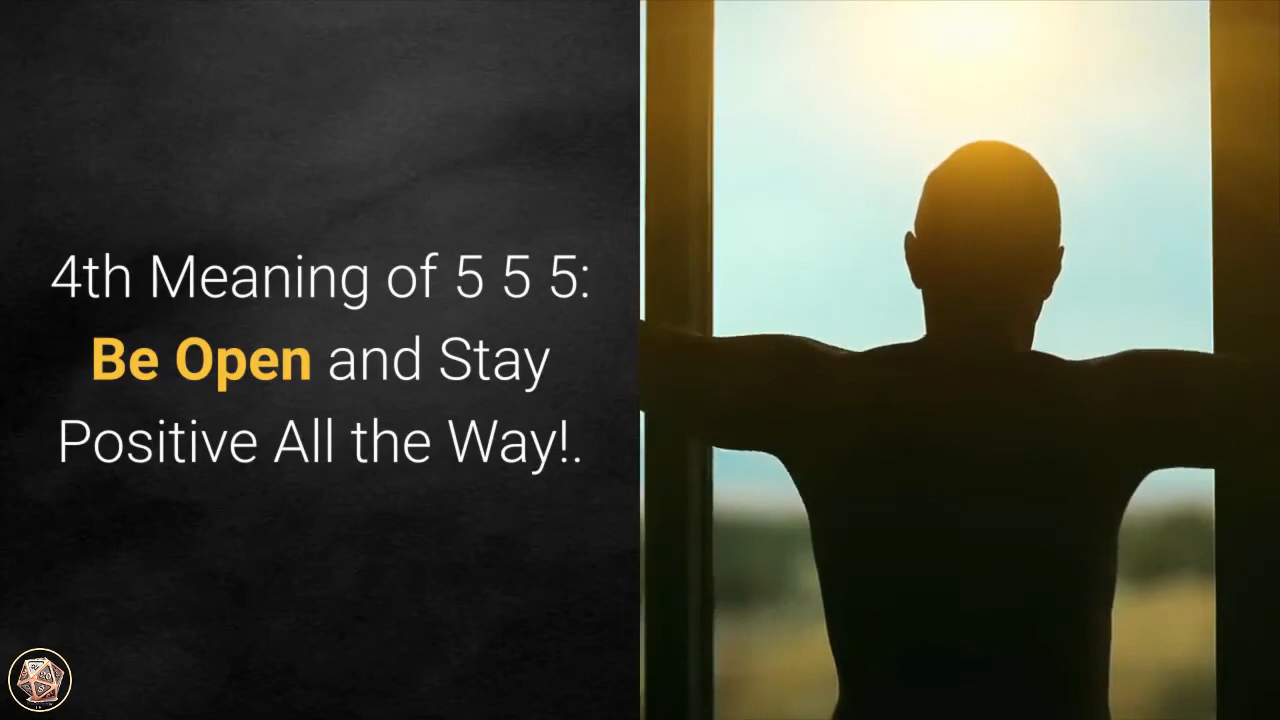 4th Meaning of 5 5 5:
Be Open and Stay
Positive All the Way!.